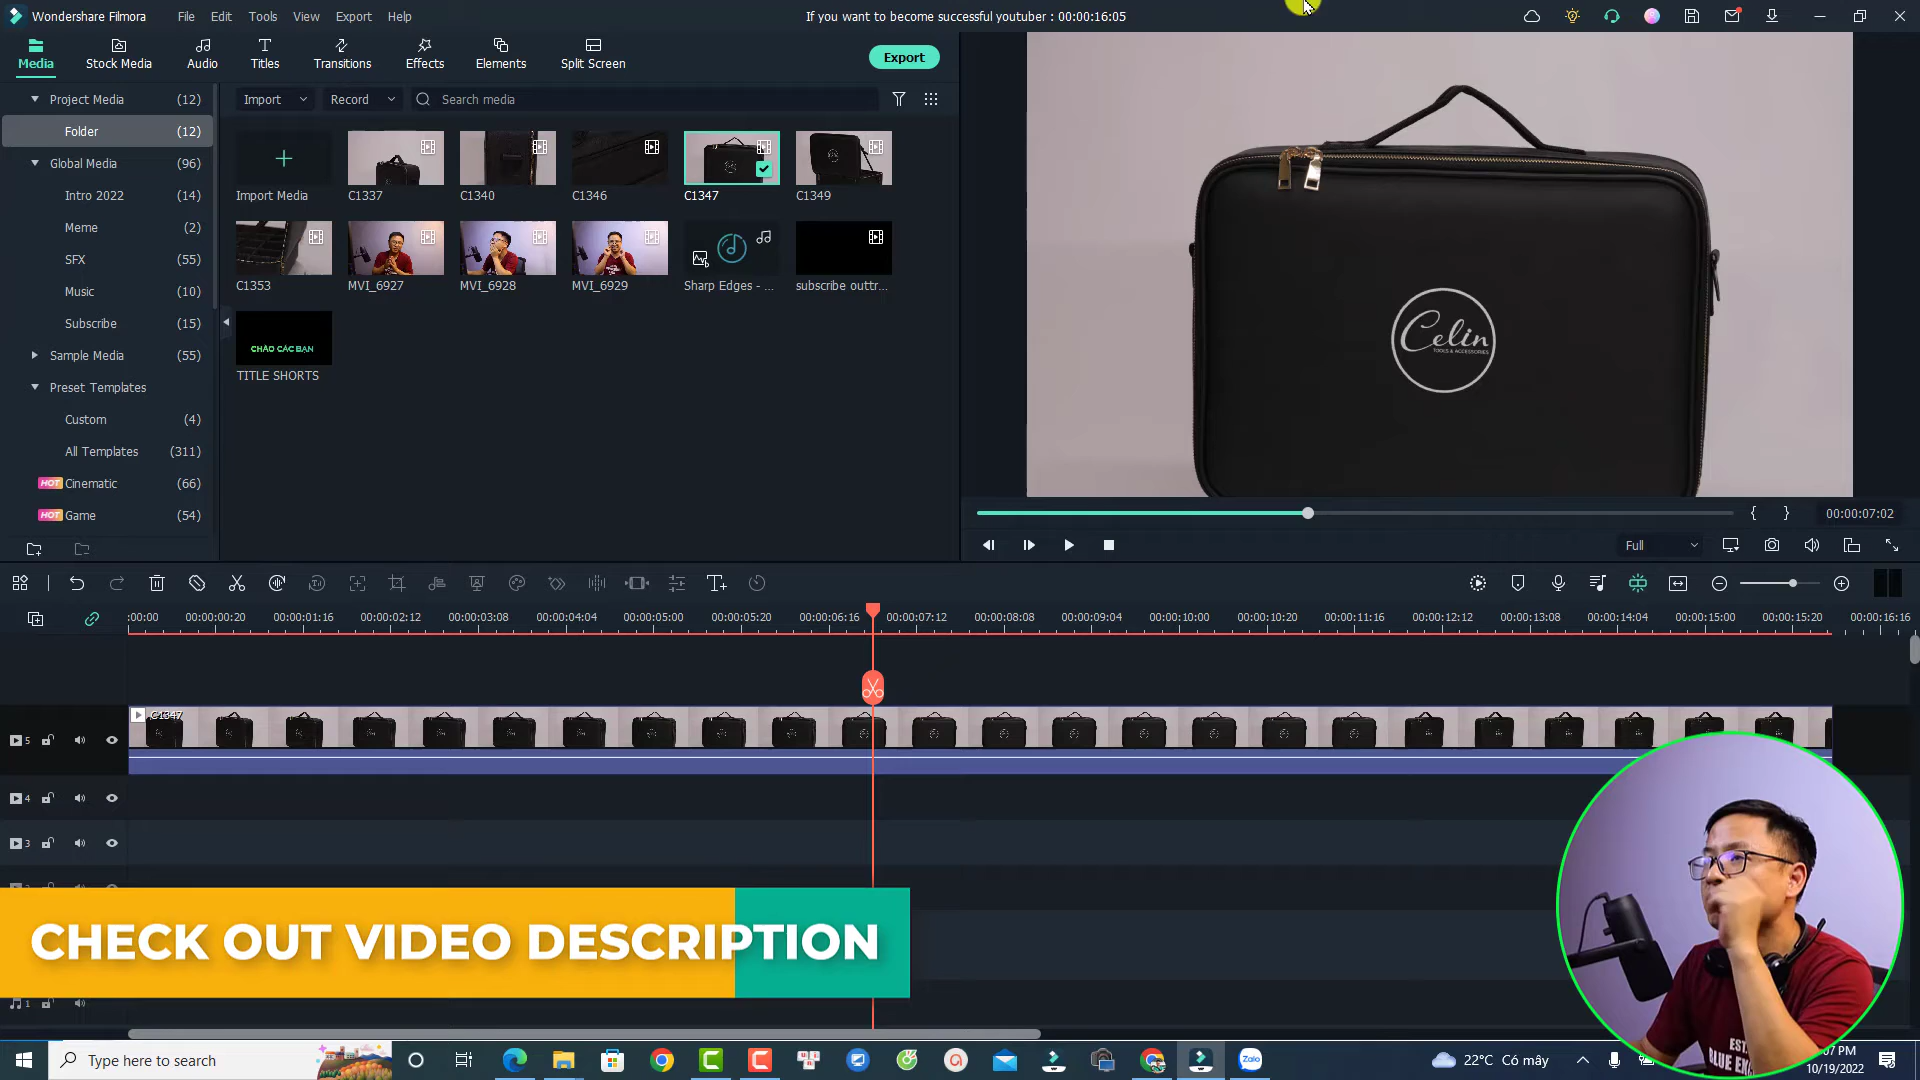 Wondershare Filmora
File
Edit
Tools
View
Export
Help
If you want to become successful youtuber : 00:00:16:05
Media
Stock Media
Audio
Titles
Transitions
Effects
Elements
Split Screen
Export
Project Media (12)
Folder (12)
Global Media (96)
Intro 2022 (14)
Meme (2)
SFX (55)
Music (10)
Subscribe (15)
Sample Media (55)
Preset Templates
Custom (4)
All Templates (311)
HOT Cinematic (66)
HOT Game (54)
Import
Record
Search media
Import Media
C1337
C1340
C1346
C1347
C1349
C1353
MVI_6927
MVI_6928
MVI_6929
Sharp Edges - ...
subscribe outtr...
CHÀO CÁC BẠN
TITLE SHORTS
Celin
TOOLS & ACCESSORIES
00:00:07:02
Full
:00:00
00:00:00:20
00:00:01:16
00:00:02:12
00:00:03:08
00:00:04:04
00:00:05:00
00:00:05:20
00:00:06:16
00:00:07:12
00:00:08:08
00:00:09:04
00:00:10:00
00:00:10:20
00:00:11:16
00:00:12:12
00:00:13:08
00:00:14:04
00:00:15:00
00:00:15:20
00:00:16:16
C1347
5
4
3
1
CHECK OUT VIDEO DESCRIPTION
EST.
BLUE EX
Type here to search
Zalo
22°C Có mây
07 PM
10/19/2022